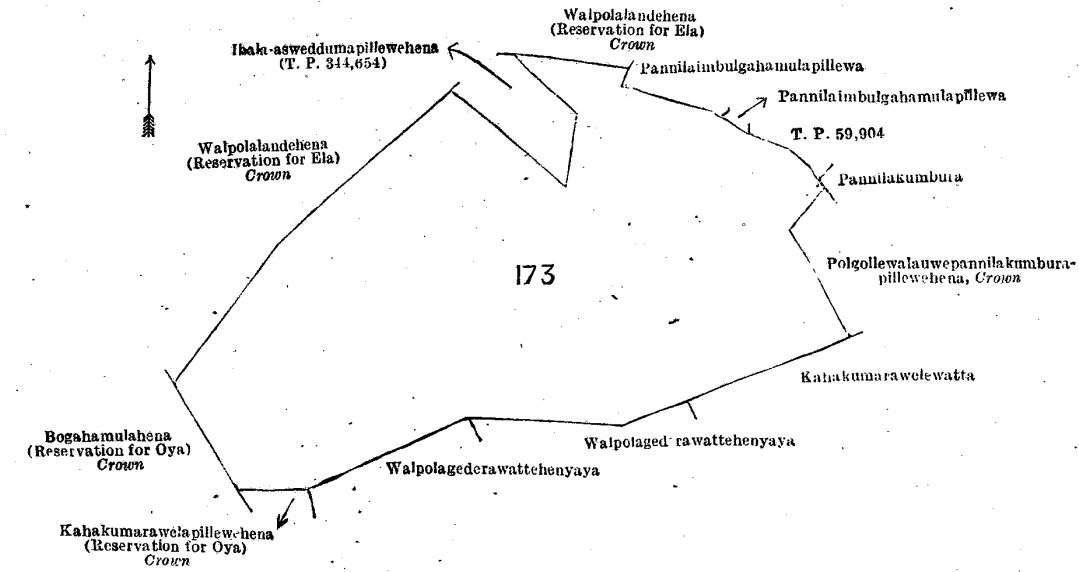 Walpolalandehena
(Reservation for Ela)
Crown
Ihala-asweddumapillewehena
(T. P. 344,654)
Pannilaimbulgahamulapillewa
Pannilaimbulgahamulapillewa
T. P. 59,904
Walpolalandehena
(Reservation for Ela)
Crown
Pannilakumbura
173
Polgollewalauwepannilakumbura-
pillewehena, Crown
Kahakumarawelewatta
Bogahamulahena
(Reservation for Oya)
Crown
Walpolagederawattehenyaya
Walpolagederawattehenyaya
Kahakumarawelapillewehena
(Reservation for Oya)
Crown